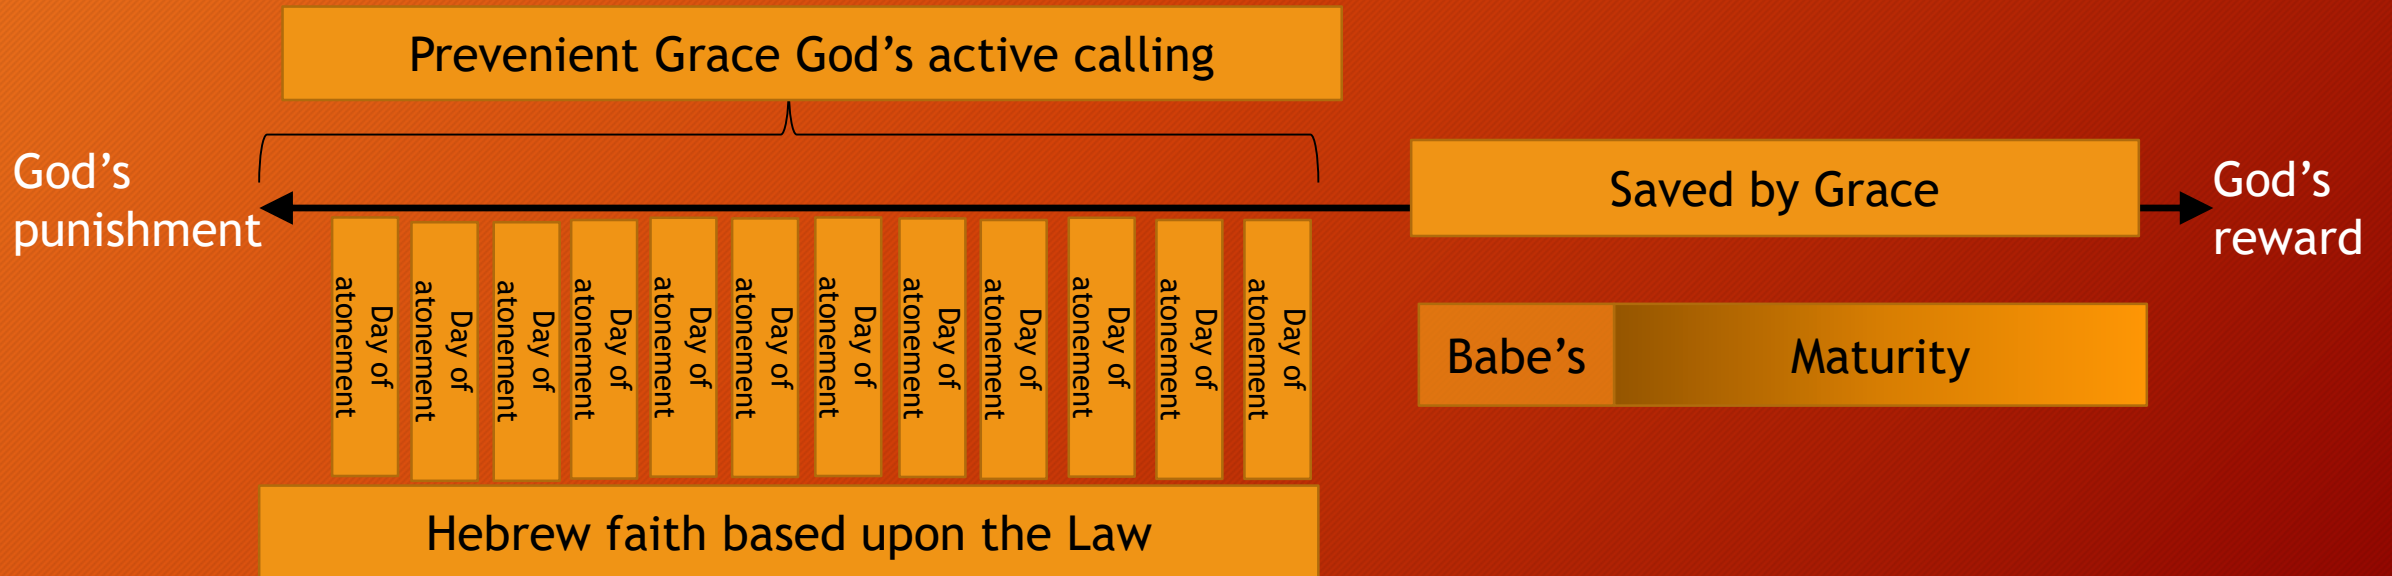 Prevenient Grace God’s active calling
God’s
punishment
Saved by Grace
God’s
reward
Day of
atonement
Day of
atonement
Day of
atonement
Day of
atonement
Day of
atonement
Day of
atonement
Day of
atonement
Day of
atonement
Day of
atonement
Day of
atonement
Day of
atonement
Day of
atonement
Babe’s
Maturity
Hebrew faith based upon the Law